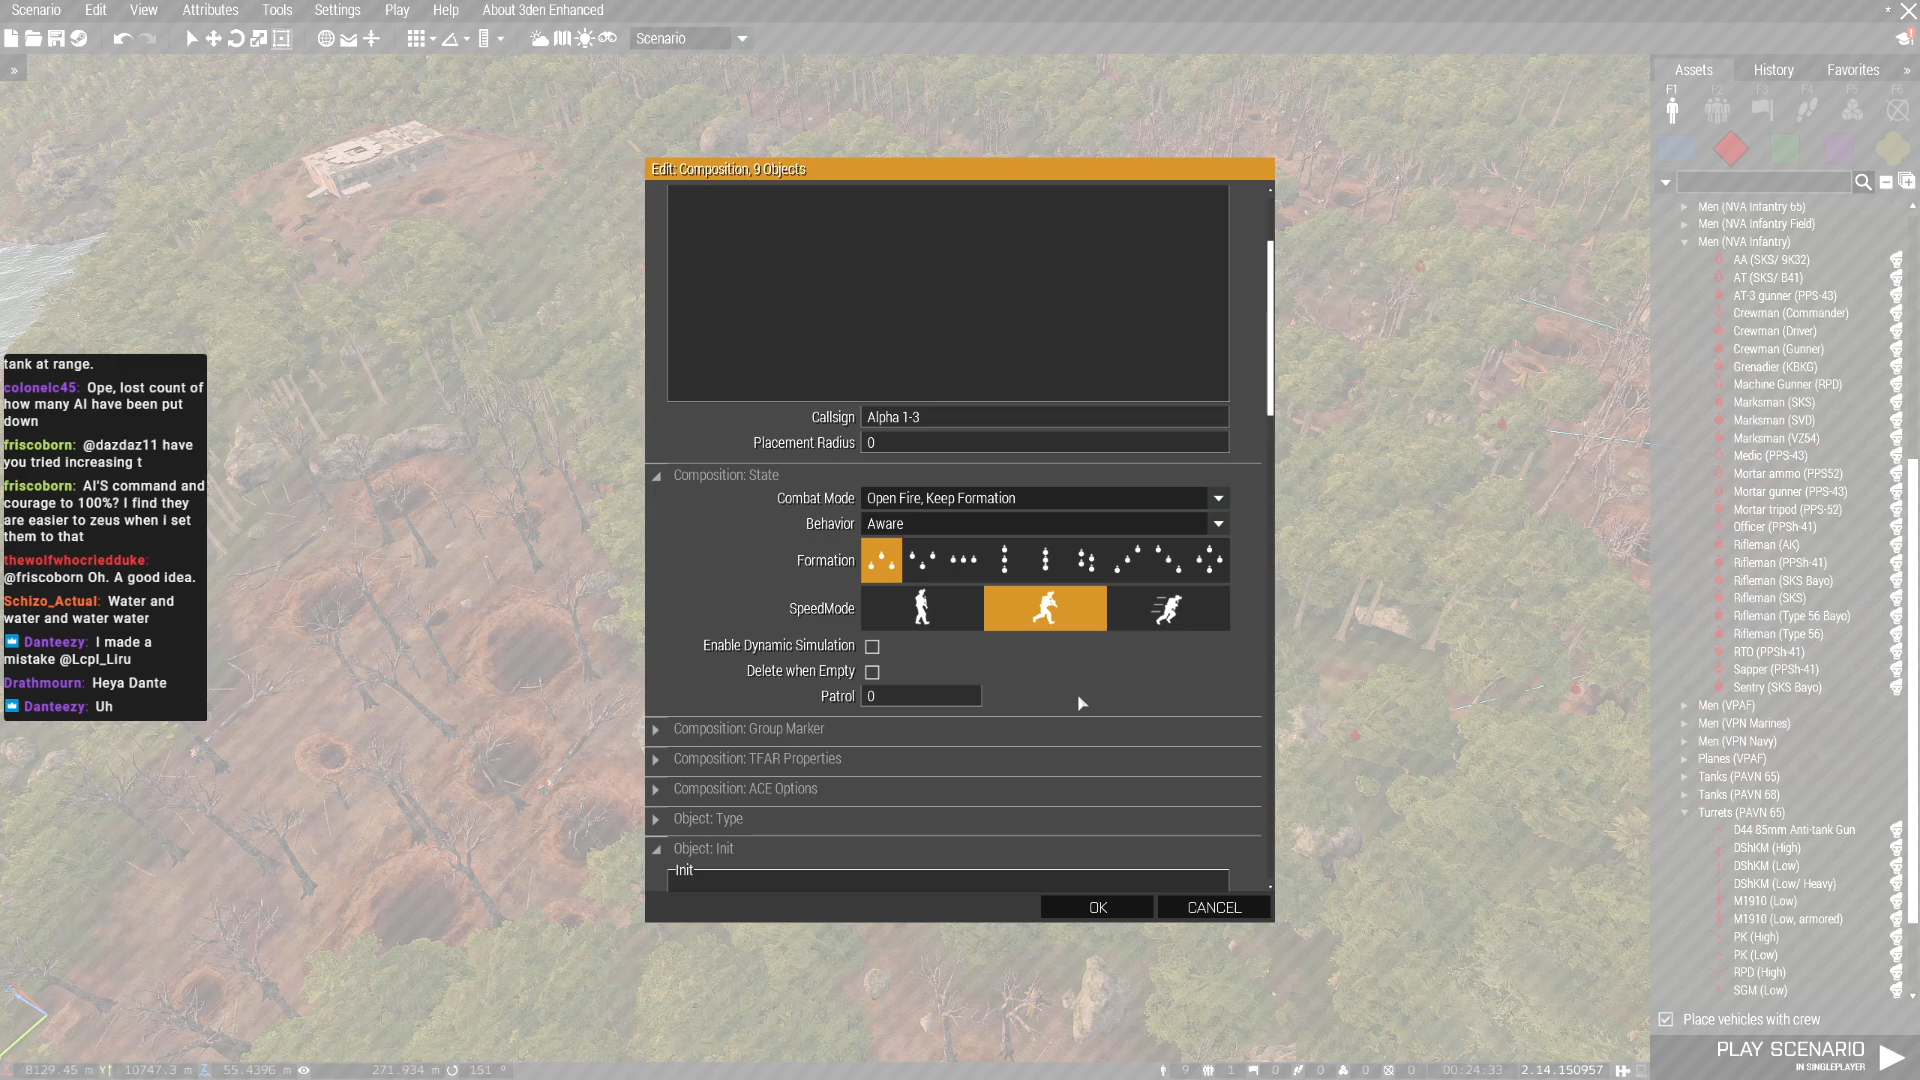 Scenario Edit View Attributes Tools Settings Play Help About 3den Enhanced
Scenario
Assets History Favorites
F1 F2 F3 F4 F5 F6
Edit: Composition, 9 Objects
Callsign Alpha 1-3
Placement Radius 0
Composition: State
Combat Mode Open Fire, Keep Formation
Behavior Aware
Formation
SpeedMode
Enable Dynamic Simulation
Delete when Empty
Patrol 0
Composition: Group Marker
Composition: TFAR Properties
Composition: ACE Options
Object: Type
Object: Init
Init
OK CANCEL
tank at range.
colonelc45: Ope, lost count of
how many AI have been put
down
friscoborn: @dazdaz11 have
you tried increasing t
friscoborn: AI'S command and
courage to 100%? I find they
are easier to zeus when i set
them to that
thewolfwhocriedduke:
@friscoborn Oh. A good idea.
Schizo_Actual: Water and
water and water water
Danteezy: I made a
mistake @Lcpl_Liru
Drathmourn: Heya Dante
Danteezy: Uh
Men (NVA Infantry 65)
Men (NVA Infantry Field)
Men (NVA Infantry)
AA (SKS/ 9K32)
AT (SKS/ B41)
AT-3 gunner (PPS-43)
Crewman (Commander)
Crewman (Driver)
Crewman (Gunner)
Grenadier (KBKG)
Machine Gunner (RPD)
Marksman (SKS)
Marksman (SVD)
Marksman (VZ54)
Medic (PPS-43)
Mortar ammo (PPS52)
Mortar gunner (PPS-43)
Mortar tripod (PPS-52)
Officer (PPSh-41)
Rifleman (AK)
Rifleman (PPSh-41)
Rifleman (SKS Bayo)
Rifleman (SKS)
Rifleman (Type 56 Bayo)
Rifleman (Type 56)
RTO (PPSh-41)
Sapper (PPSh-41)
Sentry (SKS Bayo)
Men (VPAF)
Men (VPN Marines)
Men (VPN Navy)
Planes (VPAF)
Tanks (PAVN 65)
Tanks (PAVN 68)
Turrets (PAVN 65)
D44 85mm Anti-tank Gun
DShKM (High)
DShKM (Low)
DShKM (Low/ Heavy)
M1910 (Low)
M1910 (Low, armored)
PK (High)
PK (Low)
RPD (High)
SGM (Low)
Place vehicles with crew
PLAY SCENARIO
IN SINGLEPLAYER
X 8129.45 m Y 10747.3 m Z 55.4396 m 271.934 m 151 ° 9 1 0 0 0 0 00:24:33 2.14.150957